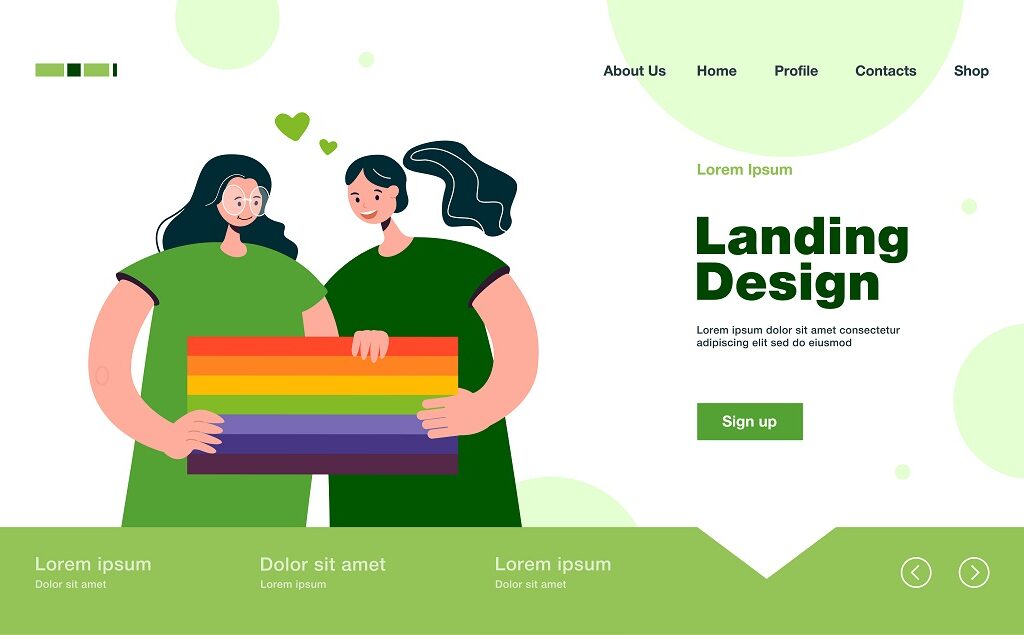 About Us Home Profile Contacts Shop
Lorem Ipsum
Landing
Design
Lorem ipsum dolor sit amet consectetur
adipiscing elit sed do eiusmod
Sign up
Lorem ipsum
Dolor sit amet
Dolor sit amet
Lorem ipsum
Lorem ipsum
Dolor sit amet